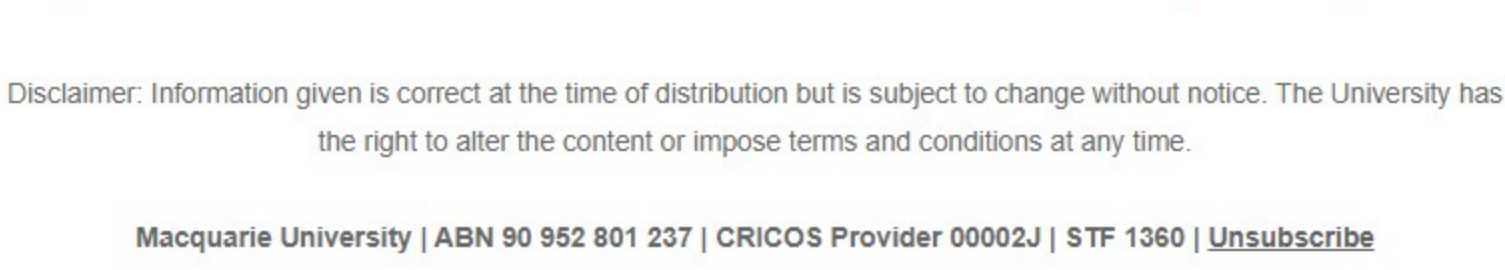 Disclaimer: Information given is correct at the time of distribution but is subject to change without notice. The University has
the right to alter the content or impose terms and conditions at any time.
Macquarie University | ABN 90 952 801 237 | CRICOS Provider 00002J | STF 1360 | Unsubscribe